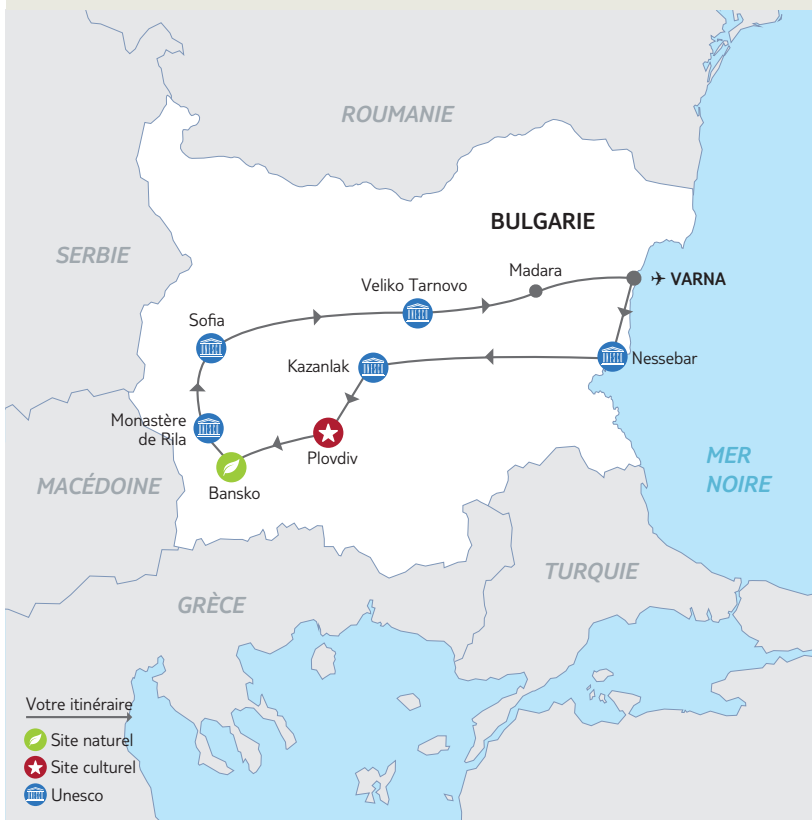 ROUMANIE
BULGARIE
SERBIE
Madara
VARNA
Veliko Tarnovo
Sofia
Kazanlak
Nessebar
Monastère
de Rila
Plovdiv
Bansko
MER
NOIRE
MACÉDOINE
TURQUIE
GRÈCE
Votre itinéraire
Site naturel
Site culturel
Unesco